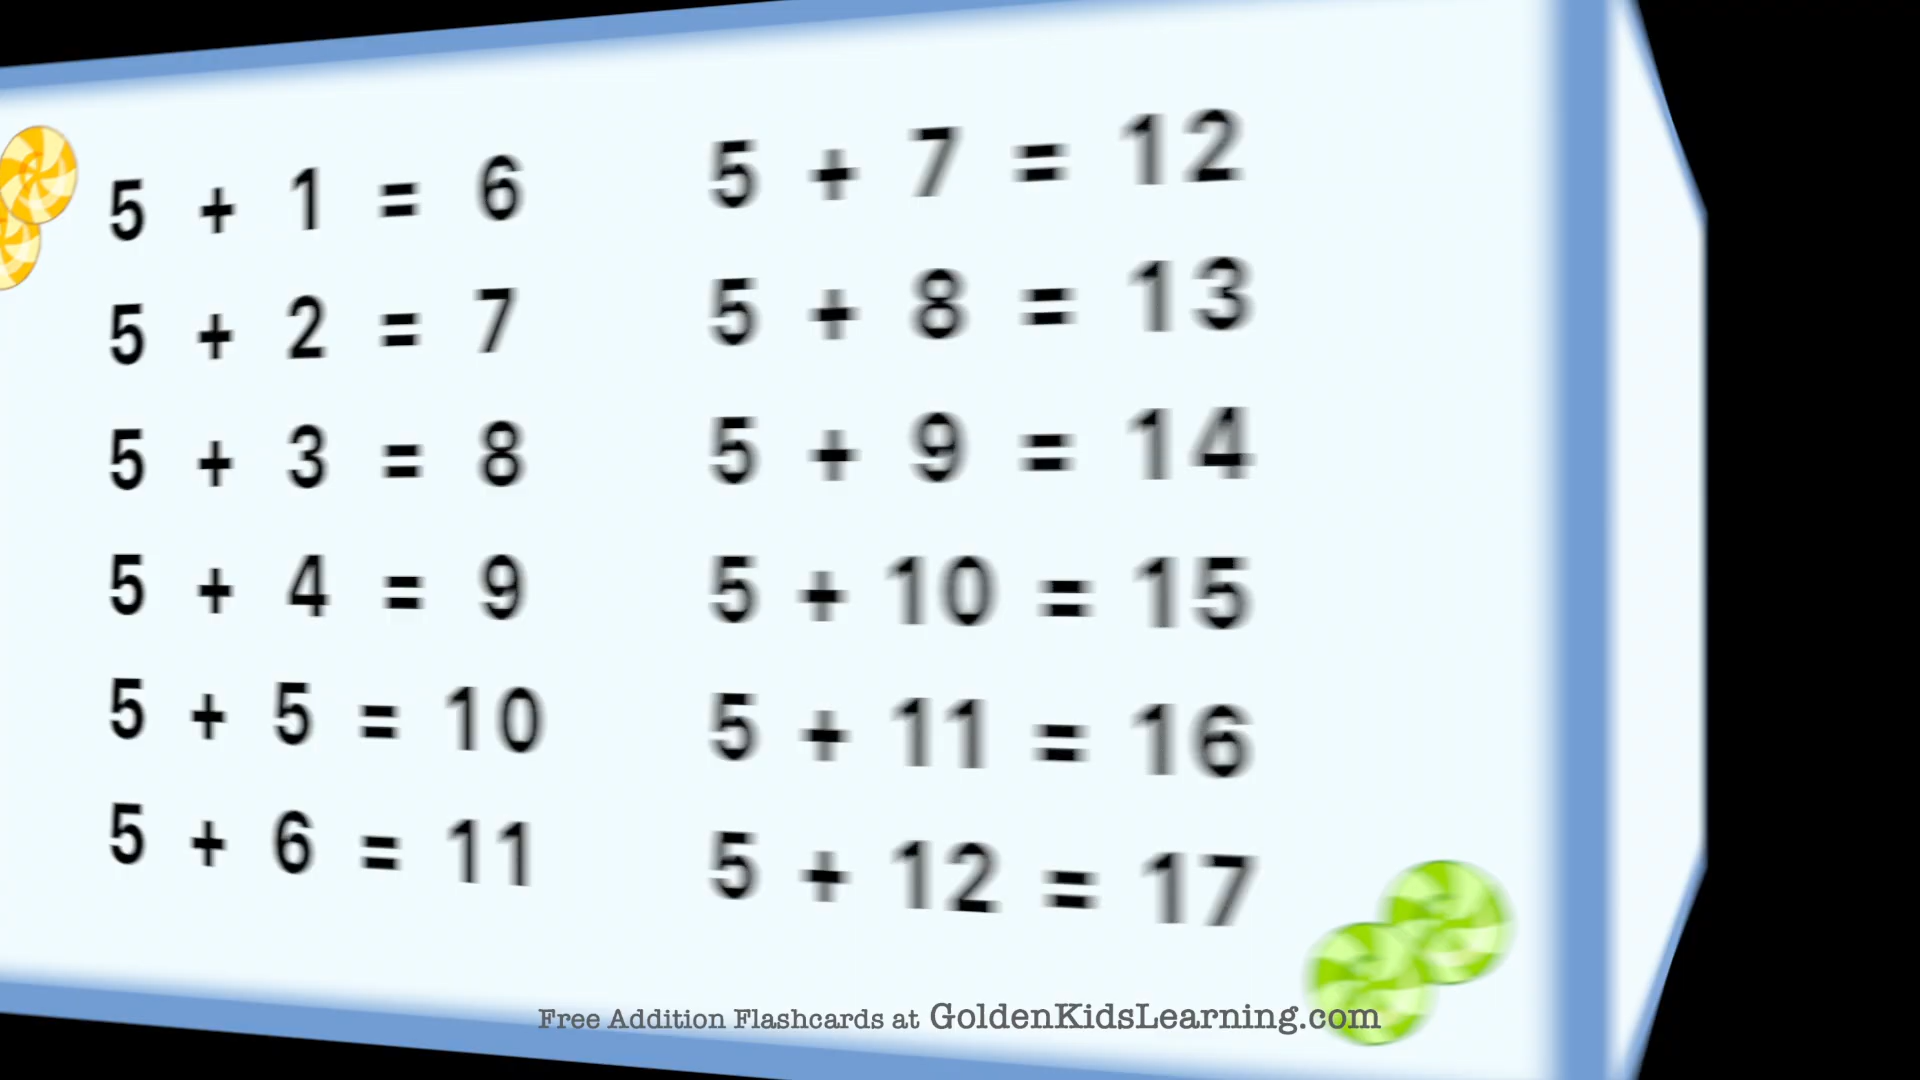 5 + 1 = 6
5 + 2 = 7
5 + 3 = 8
5 + 4 = 9
5 + 5 = 10
5 + 6 = 11
5 + 7 = 12
5 + 8 = 13
5 + 9 = 14
5 + 10 = 15
5 + 11 = 16
5 + 12 = 17
Free Addition Flashcards at GoldenKidsLearning.com